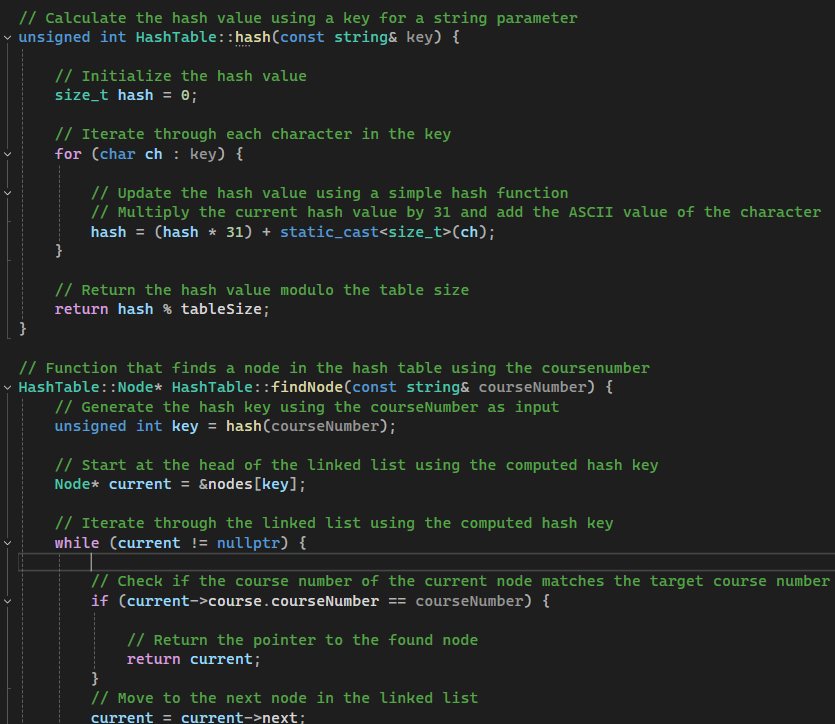 // Calculate the hash value using a key for a string parameter
unsigned int HashTable::hash(const string& key) {
// Initialize the hash value
size_t hash = 0;
// Iterate through each character in the key
for (char ch : key) {
// Update the hash value using a simple hash function
// Multiply the current hash value by 31 and add the ASCII value of the character
hash = (hash * 31) + static_cast<size_t>(ch);
}
// Return the hash value modulo the table size
return hash % tableSize;
}
// Function that finds a node in the hash table using the coursenumber
HashTable::Node* HashTable::findNode(const string& courseNumber) {
// Generate the hash key using the courseNumber as input
unsigned int key = hash(courseNumber);
// Start at the head of the linked list using the computed hash key
Node* current = &nodes[key];
// Iterate through the linked list using the computed hash key
while (current != nullptr) {
// Check if the course number of the current node matches the target course number
if (current->course.courseNumber == courseNumber) {
// Return the pointer to the found node
return current;
}
// Move to the next node in the linked list
current = current->next;